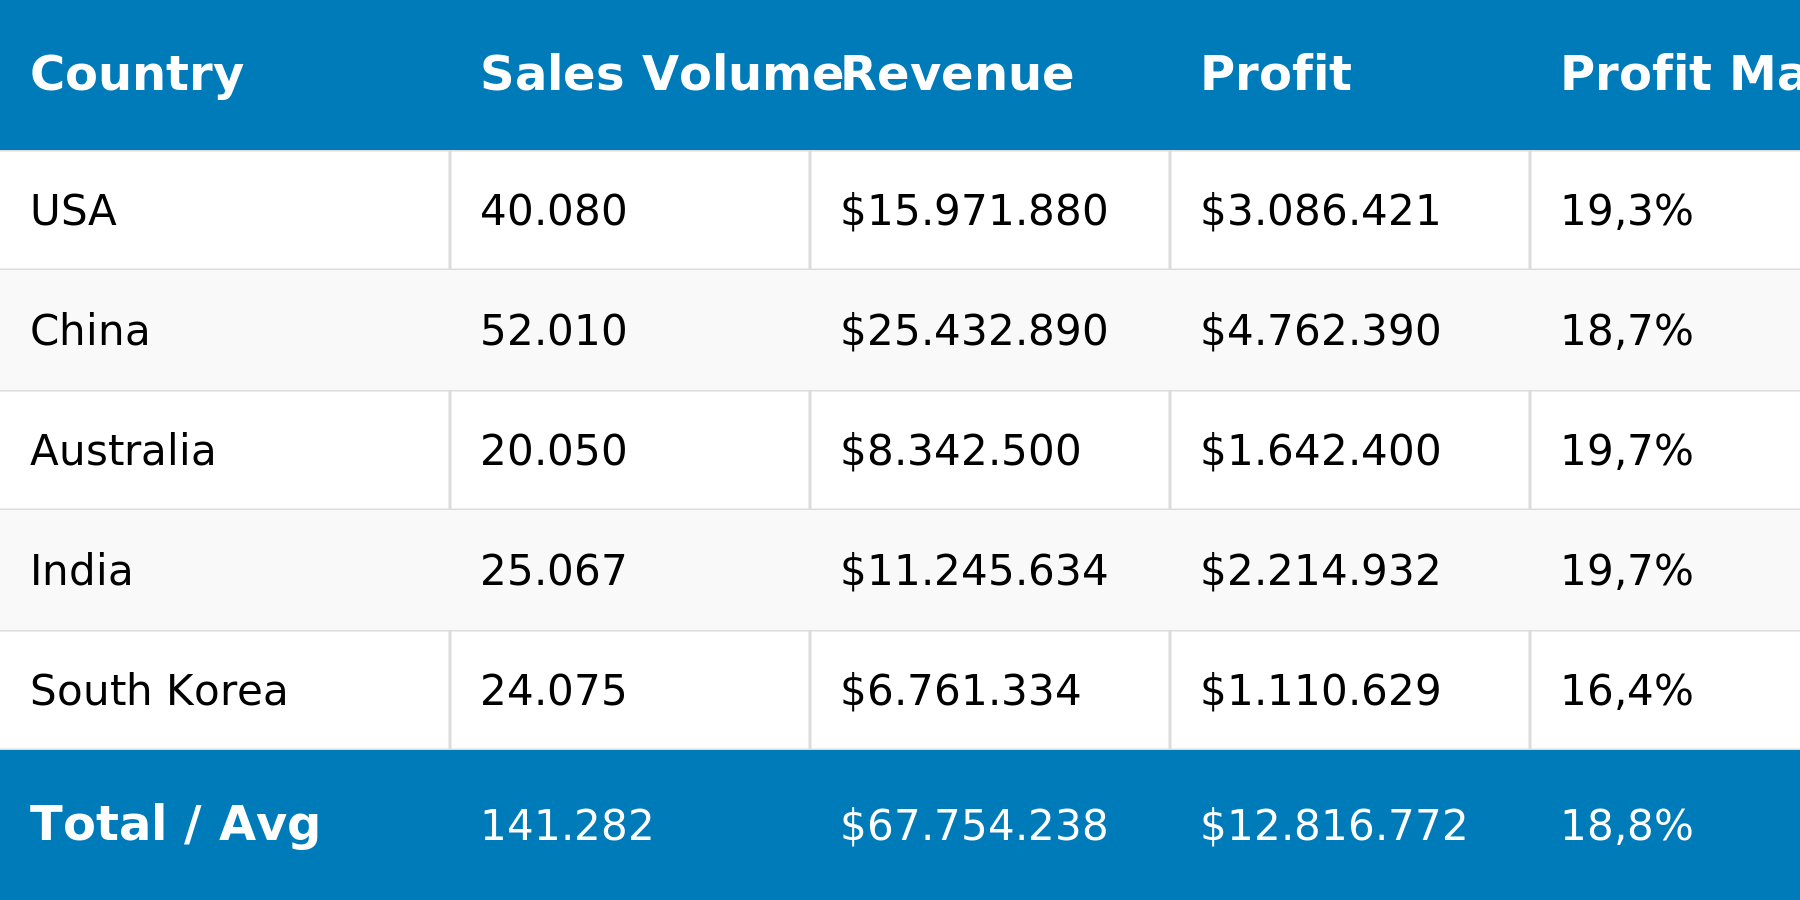 Country Sales Volume Revenue Profit Profit Ma
USA 40.080 $15.971.880 $3.086.421 19,3%
China 52.010 $25.432.890 $4.762.390 18,7%
Australia 20.050 $8.342.500 $1.642.400 19,7%
India 25.067 $11.245.634 $2.214.932 19,7%
South Korea 24.075 $6.761.334 $1.110.629 16,4%
Total / Avg 141.282 $67.754.238 $12.816.772 18,8%